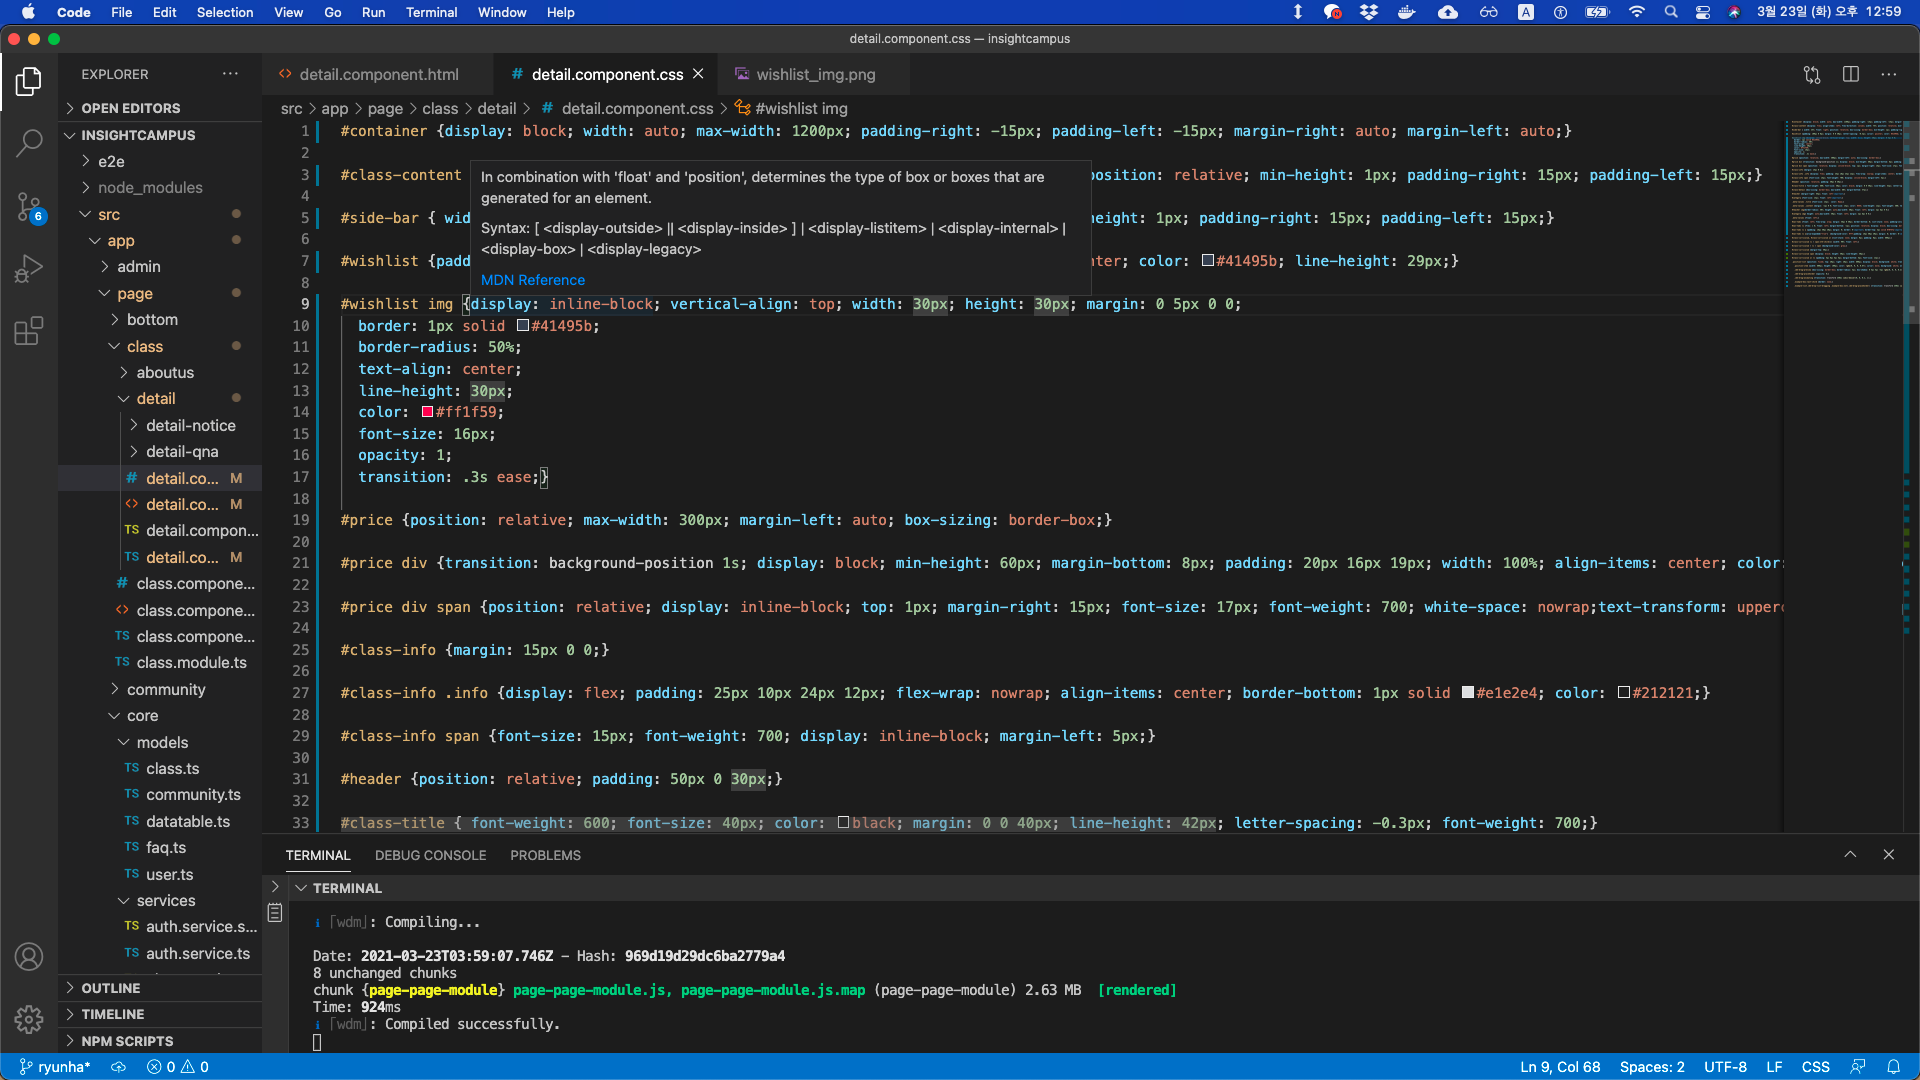 Code File Edit Selection View Go Run Terminal Window Help
A
3월 23일 (화) 오후 12:59
detail.component.css — insightcampus
EXPLORER
detail.component.html
detail.component.css
wishlist_img.png
OPEN EDITORS
src > app > page > class > detail > # detail.component.css > #wishlist img
INSIGHTCAMPUS
e2e
node_modules
src
app
admin
page
bottom
class
aboutus
detail
detail-notice
detail-qna
# detail.co... M
<> detail.co... M
TS detail.compon...
TS detail.co... M
# class.compone...
<> class.compone...
TS class.compone...
TS class.module.ts
community
core
models
TS class.ts
TS community.ts
TS datatable.ts
TS faq.ts
TS user.ts
services
TS auth.service.s...
TS auth.service.ts
OUTLINE
TIMELINE
NPM SCRIPTS
6
1 #container {display: block; width: auto; max-width: 1200px; padding-right: -15px; padding-left: -15px; margin-right: auto; margin-left: auto;}
2
3 #class-content position: relative; min-height: 1px; padding-right: 15px; padding-left: 15px;}
4
5 #side-bar { wid height: 1px; padding-right: 15px; padding-left: 15px;}
6
7 #wishlist {padd nter; color: #41495b; line-height: 29px;}
8
In combination with 'float' and 'position', determines the type of box or boxes that are
generated for an element.
Syntax: [ <display-outside> || <display-inside> ] | <display-listitem> | <display-internal> |
<display-box> | <display-legacy>
MDN Reference
9 #wishlist img {display: inline-block; vertical-align: top; width: 30px; height: 30px; margin: 0 5px 0 0;
10 border: 1px solid #41495b;
11 border-radius: 50%;
12 text-align: center;
13 line-height: 30px;
14 color: #ff1f59;
15 font-size: 16px;
16 opacity: 1;
17 transition: .3s ease;}
18
19 #price {position: relative; max-width: 300px; margin-left: auto; box-sizing: border-box;}
20
21 #price div {transition: background-position 1s; display: block; min-height: 60px; margin-bottom: 8px; padding: 20px 16px 19px; width: 100%; align-items: center; color:
22
23 #price div span {position: relative; display: inline-block; top: 1px; margin-right: 15px; font-size: 17px; font-weight: 700; white-space: nowrap;text-transform: upperc
24
25 #class-info {margin: 15px 0 0;}
26
27 #class-info .info {display: flex; padding: 25px 10px 24px 12px; flex-wrap: nowrap; align-items: center; border-bottom: 1px solid #e1e2e4; color: #212121;}
28
29 #class-info span {font-size: 15px; font-weight: 700; display: inline-block; margin-left: 5px;}
30
31 #header {position: relative; padding: 50px 0 30px;}
32
33 #class-title { font-weight: 600; font-size: 40px; color: black; margin: 0 0 40px; line-height: 42px; letter-spacing: -0.3px; font-weight: 700;}
TERMINAL DEBUG CONSOLE PROBLEMS
TERMINAL
i ｢wdm｣: Compiling...
Date: 2021-03-23T03:59:07.746Z - Hash: 969d19d29dc6ba2779a4
8 unchanged chunks
chunk {page-page-module} page-page-module.js, page-page-module.js.map (page-page-module) 2.63 MB [rendered]
Time: 924ms
i ｢wdm｣: Compiled successfully.
ryunha* 0 0
Ln 9, Col 68 Spaces: 2 UTF-8 LF CSS